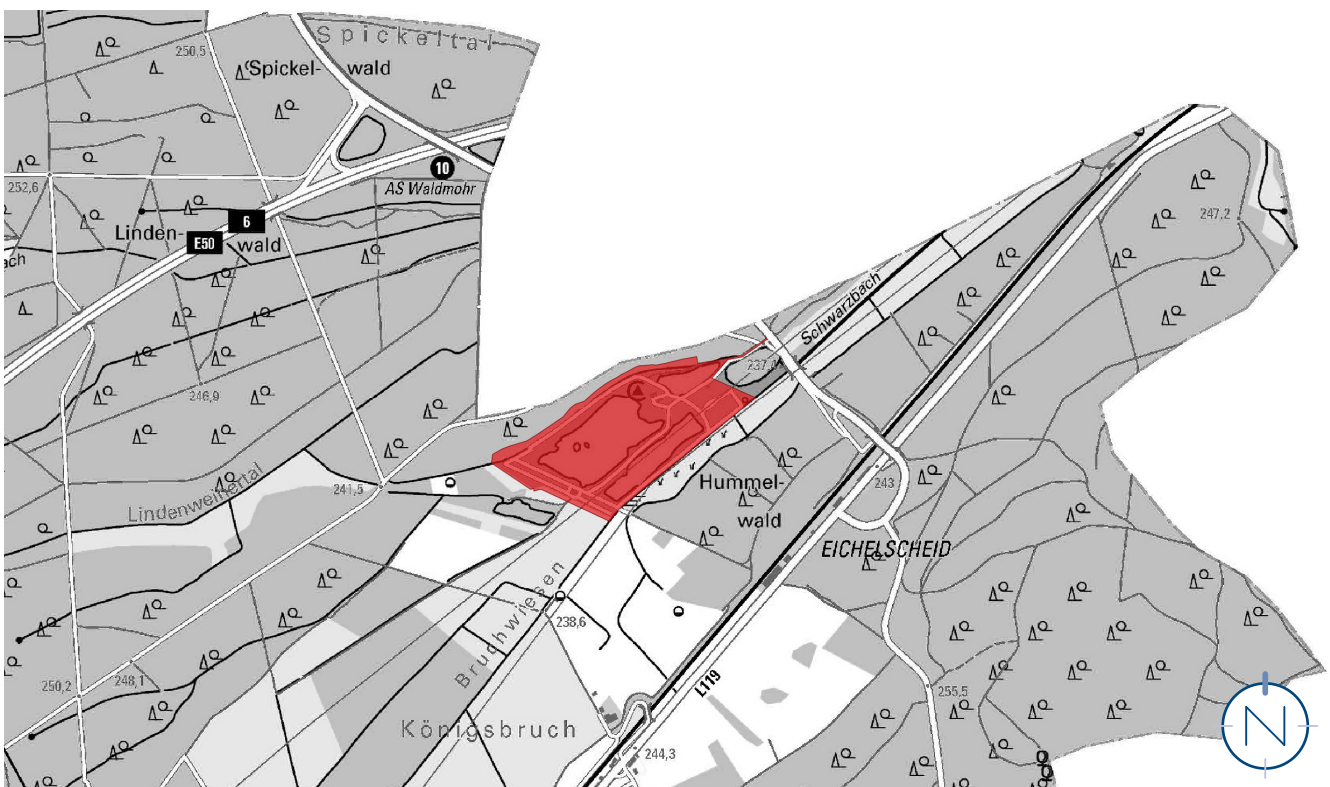 Spickeltal
250,5
Spickel-
wald
10
AS Waldmohr
252,6
247,2
6
Linden-
E50
wald
ach
Schwarzbach
237,4
246,9
Hummel-
wald
241,5
243
Lindenweihertal
EICHELSCHEID
Bruchwiesen
238,6
248,1
250,2
L119
255,5
Königsbruch
244,3
N